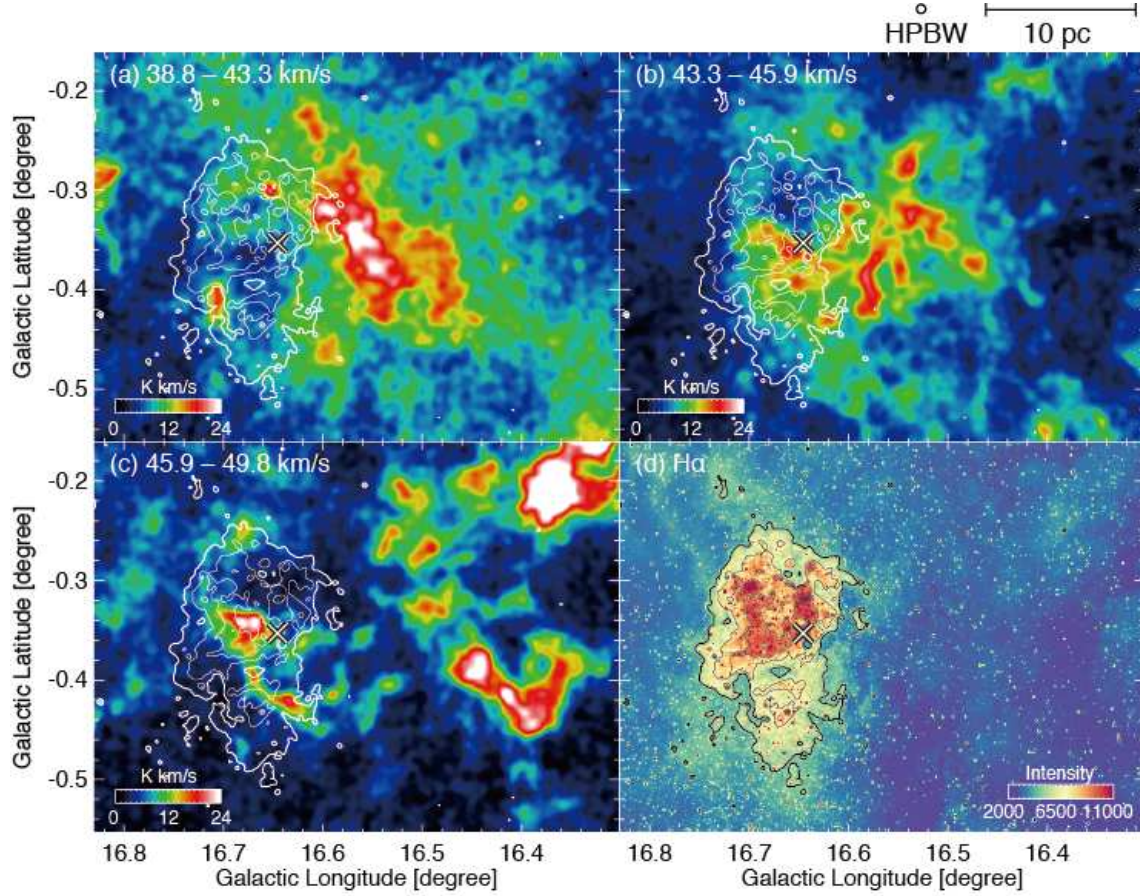 HPBW 10 pc
(a) 38.8 – 43.3 km/s
(b) 43.3 – 45.9 km/s
-0.2
-0.3
-0.4
-0.5
Galactic Latitude [degree]
K km/s
0 12 24
K km/s
0 12 24
(c) 45.9 – 49.8 km/s
(d) Hα
-0.2
-0.3
-0.4
-0.5
Galactic Latitude [degree]
K km/s
0 12 24
Intensity
2000 6500 11000
16.8 16.7 16.6 16.5 16.4
16.8 16.7 16.6 16.5 16.4
Galactic Longitude [degree]
Galactic Longitude [degree]